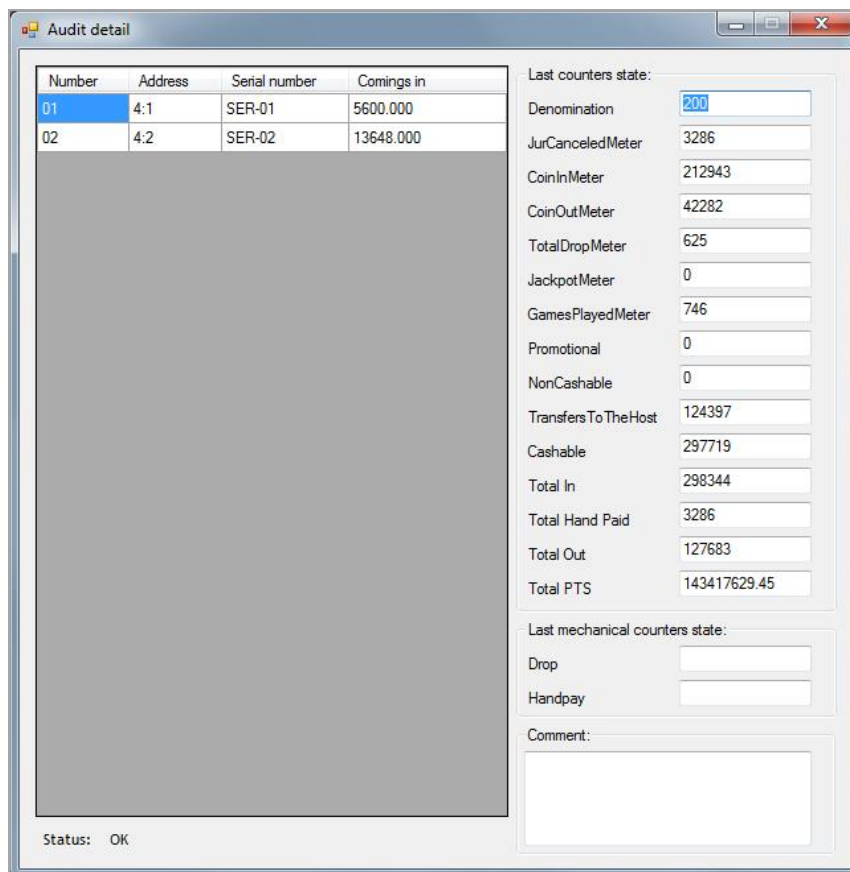 Audit detail
Number Address Serial number Comings in
01 4:1 SER-01 5600.000
02 4:2 SER-02 13648.000
Status: OK
Last counters state:
Denomination 200
JurCanceledMeter 3286
CoinInMeter 212943
CoinOutMeter 42282
TotalDropMeter 625
JackpotMeter 0
GamesPlayedMeter 746
Promotional 0
NonCashable 0
TransfersToTheHost 124397
Cashable 297719
Total In 298344
Total Hand Paid 3286
Total Out 127683
Total PTS 143417629.45
Last mechanical counters state:
Drop
Handpay
Comment: